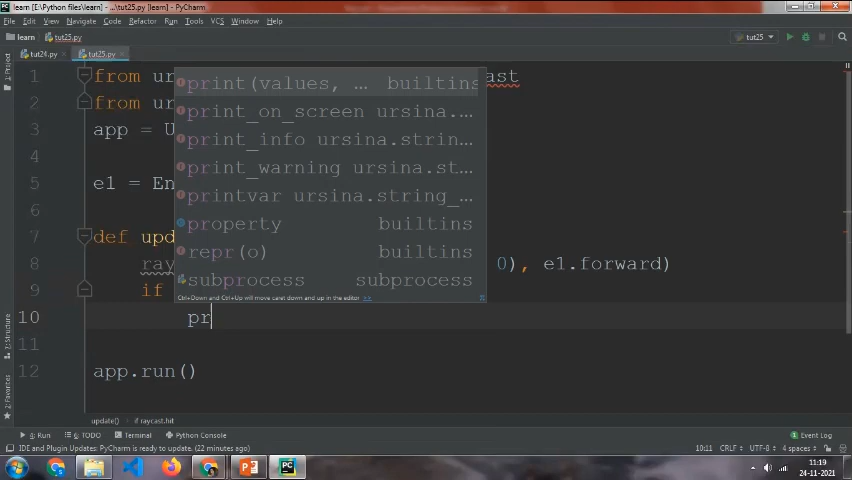 learn [E:\Python files\learn] - ...\tut25.py [learn] - PyCharm
File Edit View Navigate Code Refactor Run Tools VCS Window Help
learn tut25.py tut25
tut24.py tut25.py
1: Project
1 from ur ast
2 from ur
3 app = U
4
5 e1 = En
6
7 def upd
8 ray 0), e1.forward)
9 if
10 pr
11
12 app.run()
print(values, ... builtins
print_on_screen ursina....
print_info ursina.strin...
print_warning ursina.st...
printvar ursina.string_...
property builtins
repr(o) builtins
subprocess subprocess
Ctrl+Down and Ctrl+Up will move caret down and up in the editor >>
7: Structure
2: Favorites
update() if raycast.hit
4: Run 6: TODO Terminal Python Console Event Log
IDE and Plugin Updates: PyCharm is ready to update. (22 minutes ago) 10:11 CRLF UTF-8 4 spaces
11:19
24-11-2021